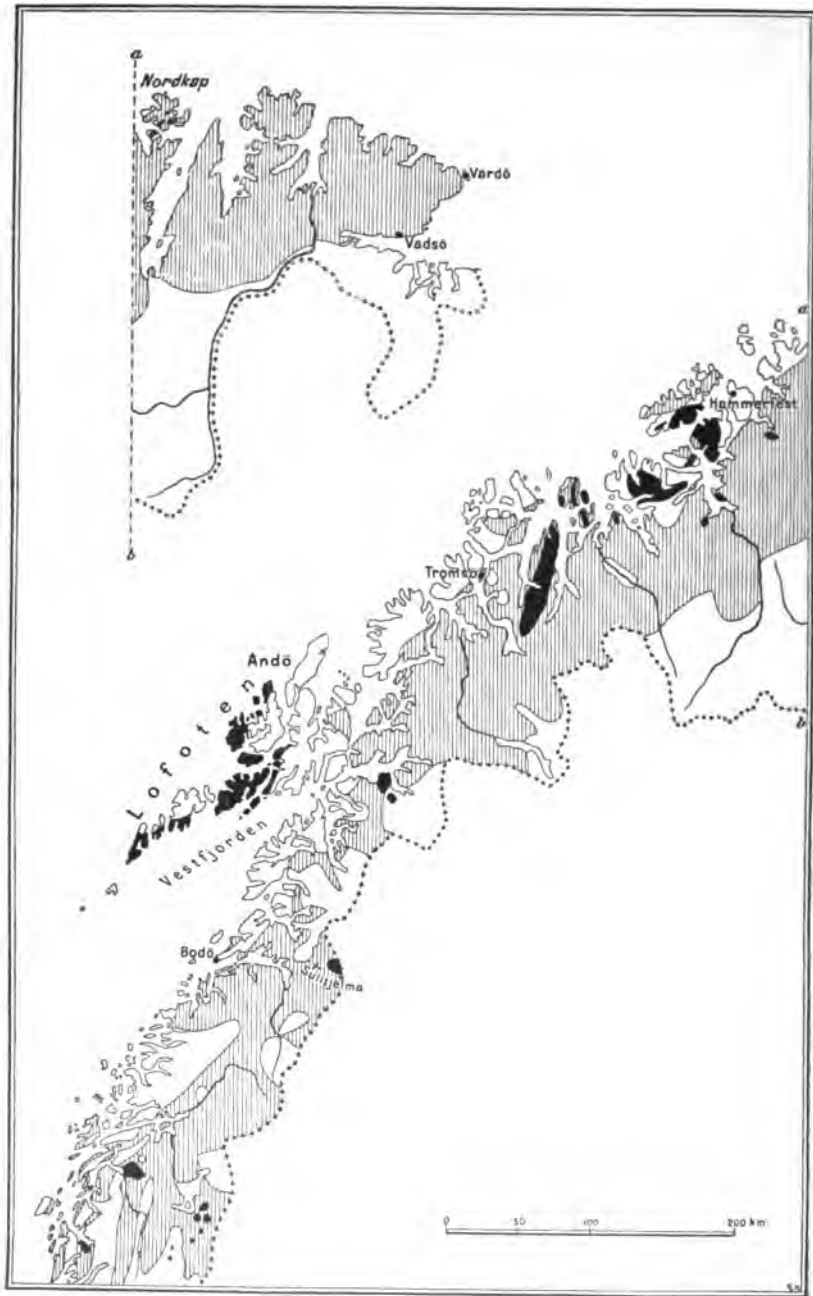 a
Nordkap
Vardö
Vadsö
a
Hammerfest
b
Tromsö
Andö
b
Lofoten
Vestfjorden
Bodö
Sulitjelma
0 50 100 200 km